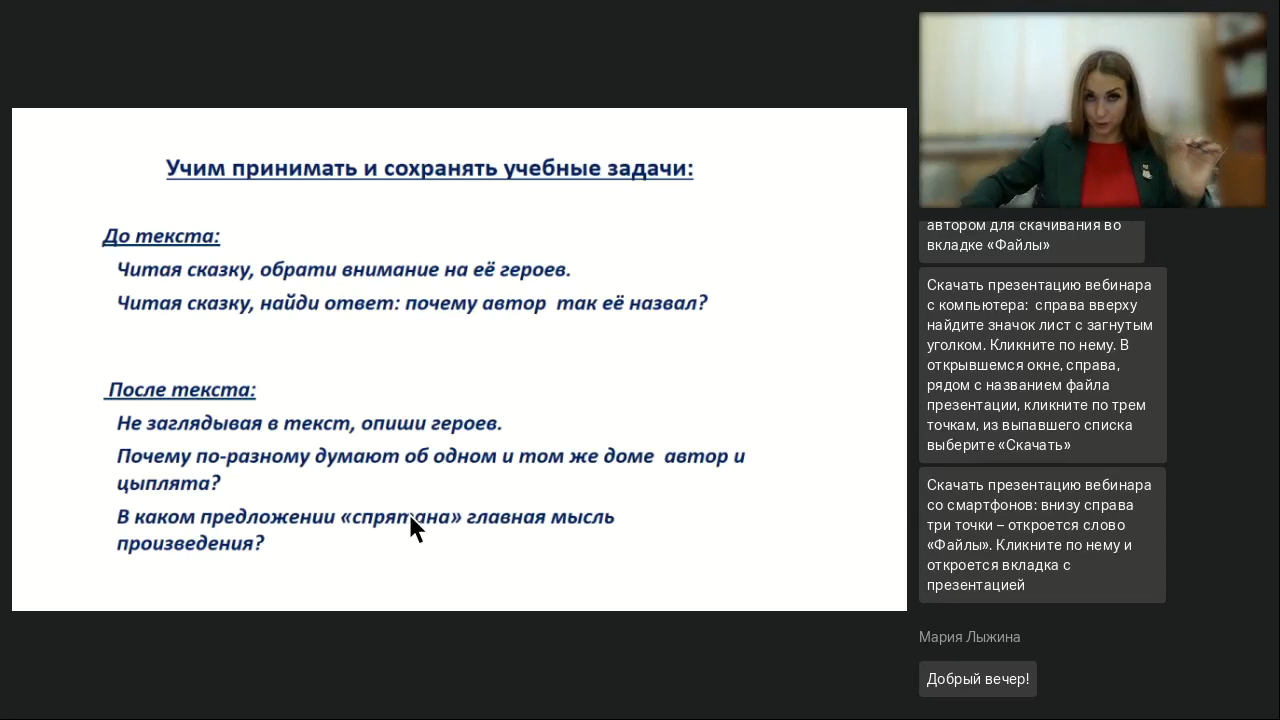 Учим принимать и сохранять учебные задачи:
До текста:
Читая сказку, обрати внимание на её героев.
Читая сказку, найди ответ: почему автор так её назвал?
После текста:
Не заглядывая в текст, опиши героев.
Почему по-разному думают об одном и том же доме автор и
цыплята?
В каком предложении «спрятана» главная мысль
произведения?
автором для скачивания во
вкладке «Файлы»
Скачать презентацию вебинара
с компьютера: справа вверху
найдите значок лист с загнутым
уголком. Кликните по нему. В
открывшемся окне, справа,
рядом с названием файла
презентации, кликните по трем
точкам, из выпавшего списка
выберите «Скачать»
Скачать презентацию вебинара
со смартфонов: внизу справа
три точки – откроется слово
«Файлы». Кликните по нему и
откроется вкладка с
презентацией
Мария Лыжина
Добрый вечер!